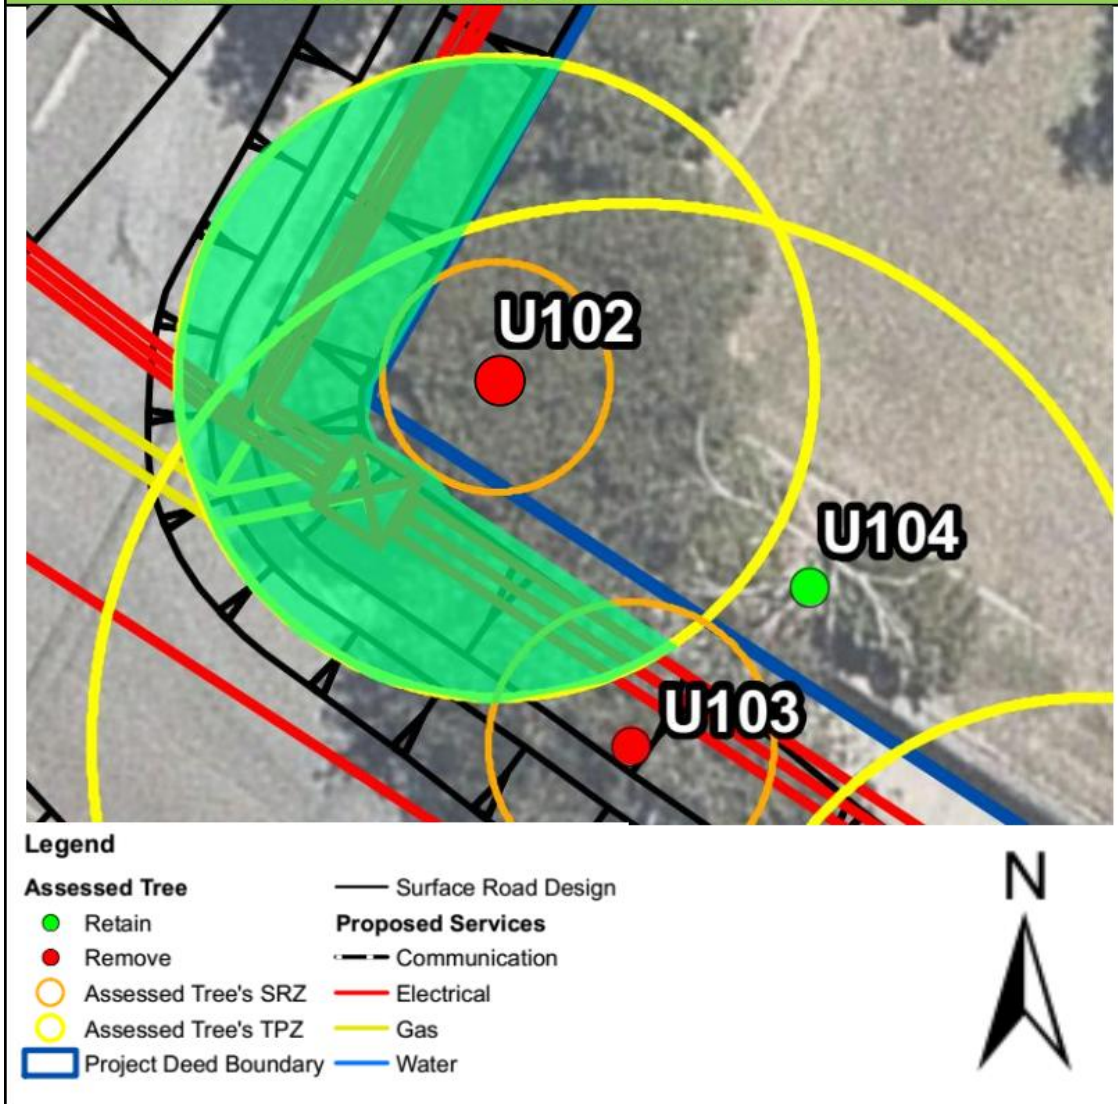 U102
U104
U103
Legend
Assessed Tree
Retain
Remove
Assessed Tree's SRZ
Assessed Tree's TPZ
Project Deed Boundary
Surface Road Design
Proposed Services
Communication
Electrical
Gas
Water
N